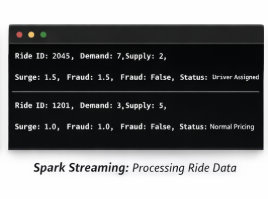 Ride ID: 2045, Demand: 7,Supply: 2,
Surge: 1.5, Fraud: 1.5, Fraud: False, Status: Driver Assigned
Ride ID: 1201, Demand: 3,Supply: 5,
Surge: 1.0, Fraud: 1.0, Fraud: False, Status: Normal Pricing
Spark Streaming: Processing Ride Data